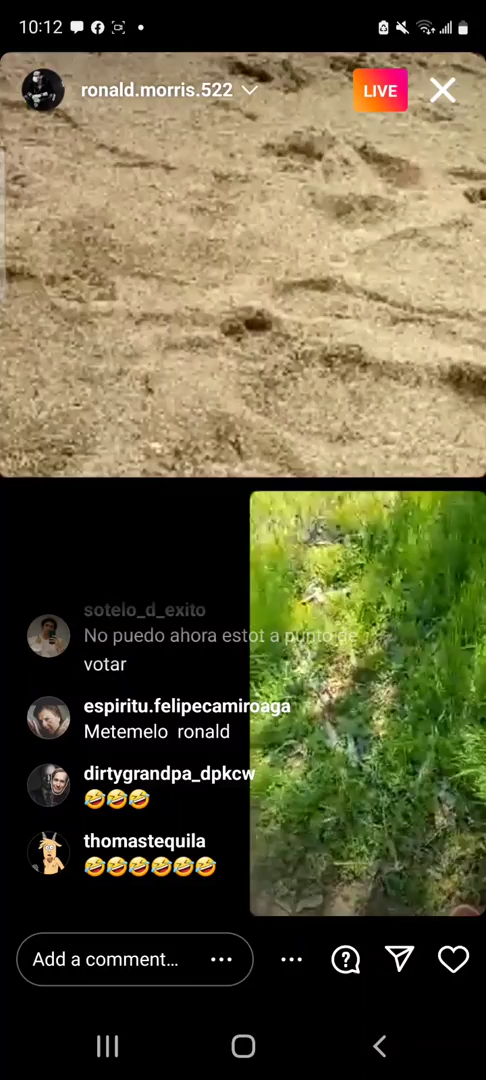 10:12
ronald.morris.522
LIVE
sotelo_d_exito
No puedo ahora estot a punto de
votar
espiritu.felipecamiroaga
Metemelo ronald
dirtygrandpa_dpkcw
🤣🤣🤣
thomastequila
🤣🤣🤣🤣🤣🤣
Add a comment...